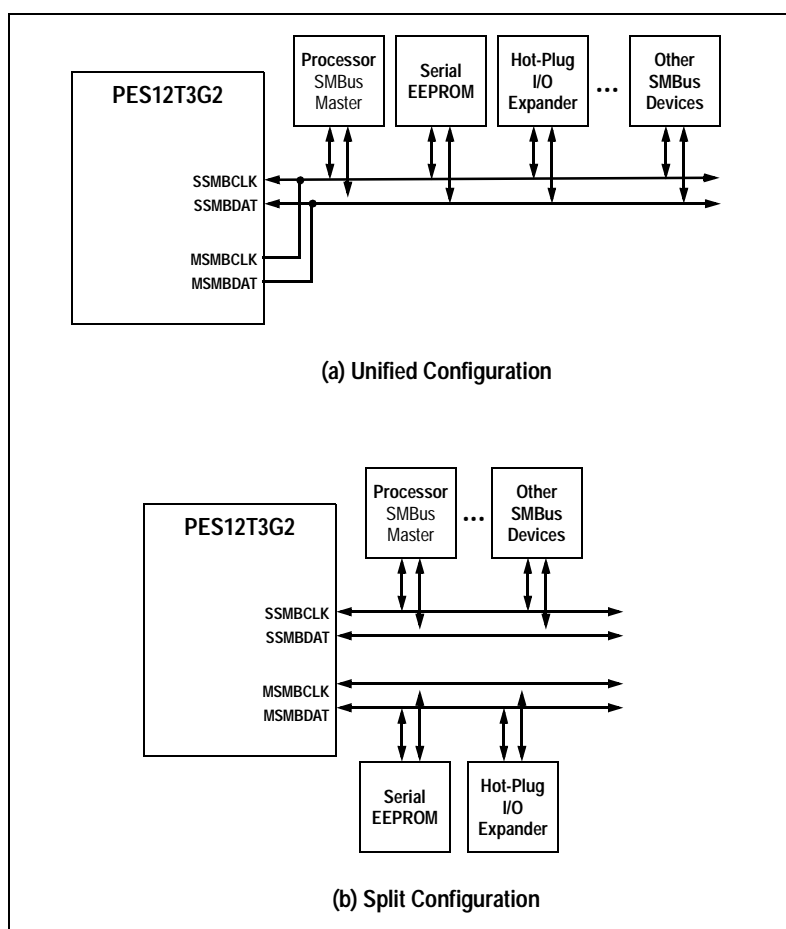 PES12T3G2
Processor
SMBus
Master
Serial
EEPROM
Hot-Plug
I/O
Expander
...
Other
SMBus
Devices
SSMBCLK
SSMBDAT
MSMBCLK
MSMBDAT
(a) Unified Configuration
PES12T3G2
Processor
SMBus
Master
...
Other
SMBus
Devices
SSMBCLK
SSMBDAT
MSMBCLK
MSMBDAT
Serial
EEPROM
Hot-Plug
I/O
Expander
(b) Split Configuration